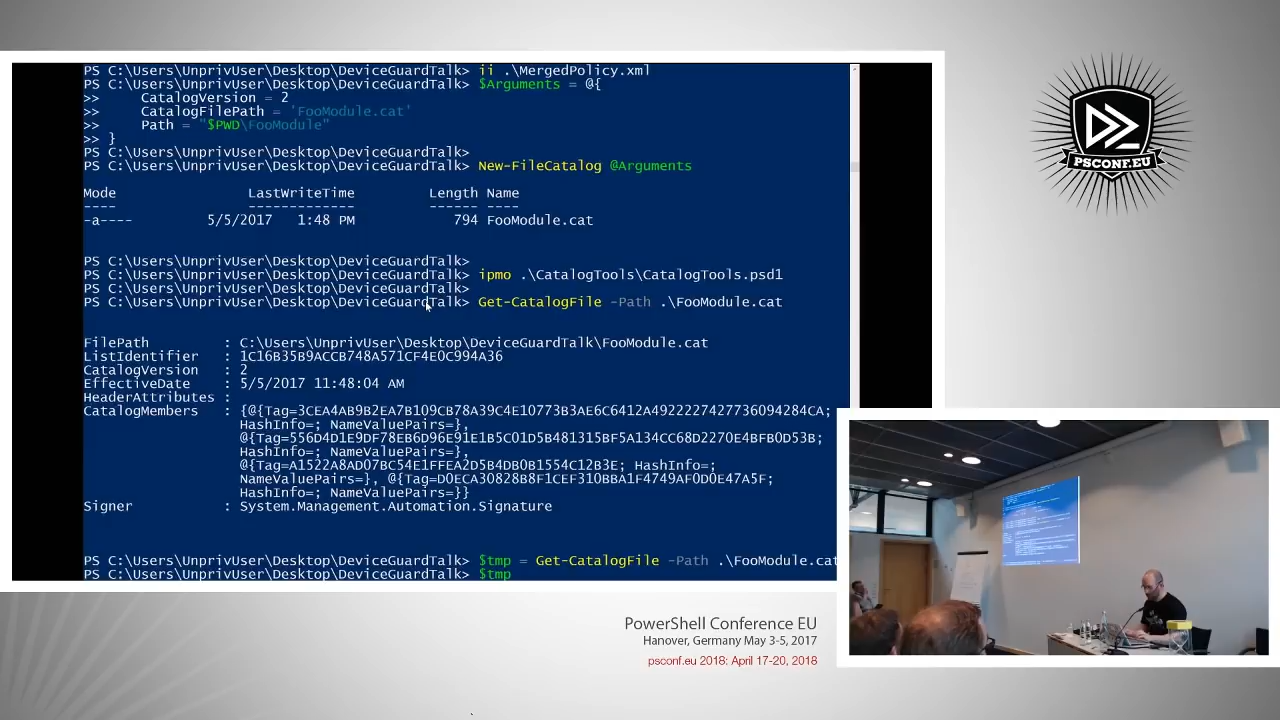 PS C:\Users\UnprivUser\Desktop\DeviceGuardTalk> ii .\MergedPolicy.xml
PS C:\Users\UnprivUser\Desktop\DeviceGuardTalk> $Arguments = @{
>>     CatalogVersion = 2
>>     CatalogFilePath = 'FooModule.cat'
>>     Path = "$PWD\FooModule"
>> }
PS C:\Users\UnprivUser\Desktop\DeviceGuardTalk>
PS C:\Users\UnprivUser\Desktop\DeviceGuardTalk> New-FileCatalog @Arguments
Mode LastWriteTime Length Name
---- ------------- ------ ----
-a---- 5/5/2017 1:48 PM 794 FooModule.cat
PS C:\Users\UnprivUser\Desktop\DeviceGuardTalk>
PS C:\Users\UnprivUser\Desktop\DeviceGuardTalk> ipmo .\CatalogTools\CatalogTools.psd1
PS C:\Users\UnprivUser\Desktop\DeviceGuardTalk>
PS C:\Users\UnprivUser\Desktop\DeviceGuardTalk> Get-CatalogFile -Path .\FooModule.cat
FilePath : C:\Users\UnprivUser\Desktop\DeviceGuardTalk\FooModule.cat
ListIdentifier : 1C16B35B9ACCB748A571CF4E0C994A36
CatalogVersion : 2
EffectiveDate : 5/5/2017 11:48:04 AM
HeaderAttributes :
CatalogMembers : {@{Tag=3CEA4AB9B2EA7B109CB78A39C4E10773B3AE6C6412A4922227427736094284CA;
HashInfo=; NameValuePairs=},
@{Tag=556D4D1E9DF78EB6D96E91E1B5C01D5B481315BF5A134CC68D2270E4BFB0D53B;
HashInfo=; NameValuePairs=},
@{Tag=A1522A8AD07BC54E1FFEA2D5B4DB0B1554C12B3E; HashInfo=;
NameValuePairs=}, @{Tag=D0ECA30828B8F1CEF310BBA1F4749AF0D0E47A5F;
HashInfo=; NameValuePairs=}}
Signer : System.Management.Automation.Signature
PS C:\Users\UnprivUser\Desktop\DeviceGuardTalk> $tmp = Get-CatalogFile -Path .\FooModule.cat
PS C:\Users\UnprivUser\Desktop\DeviceGuardTalk> $tmp
PSCONF.EU
PowerShell Conference EU
Hanover, Germany May 3-5, 2017
psconf.eu 2018: April 17-20, 2018